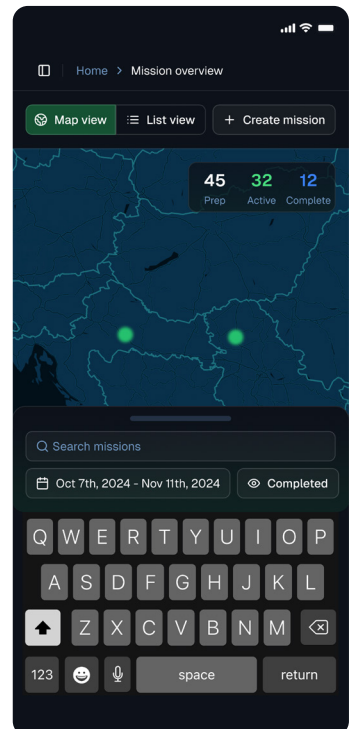 Home > Mission overview
Map view List view + Create mission
45 32 12
Prep Active Complete
Search missions
Oct 7th, 2024 - Nov 11th, 2024 Completed
Q W E R T Y U I O P
A S D F G H J K L
Z X C V B N M
123 space return